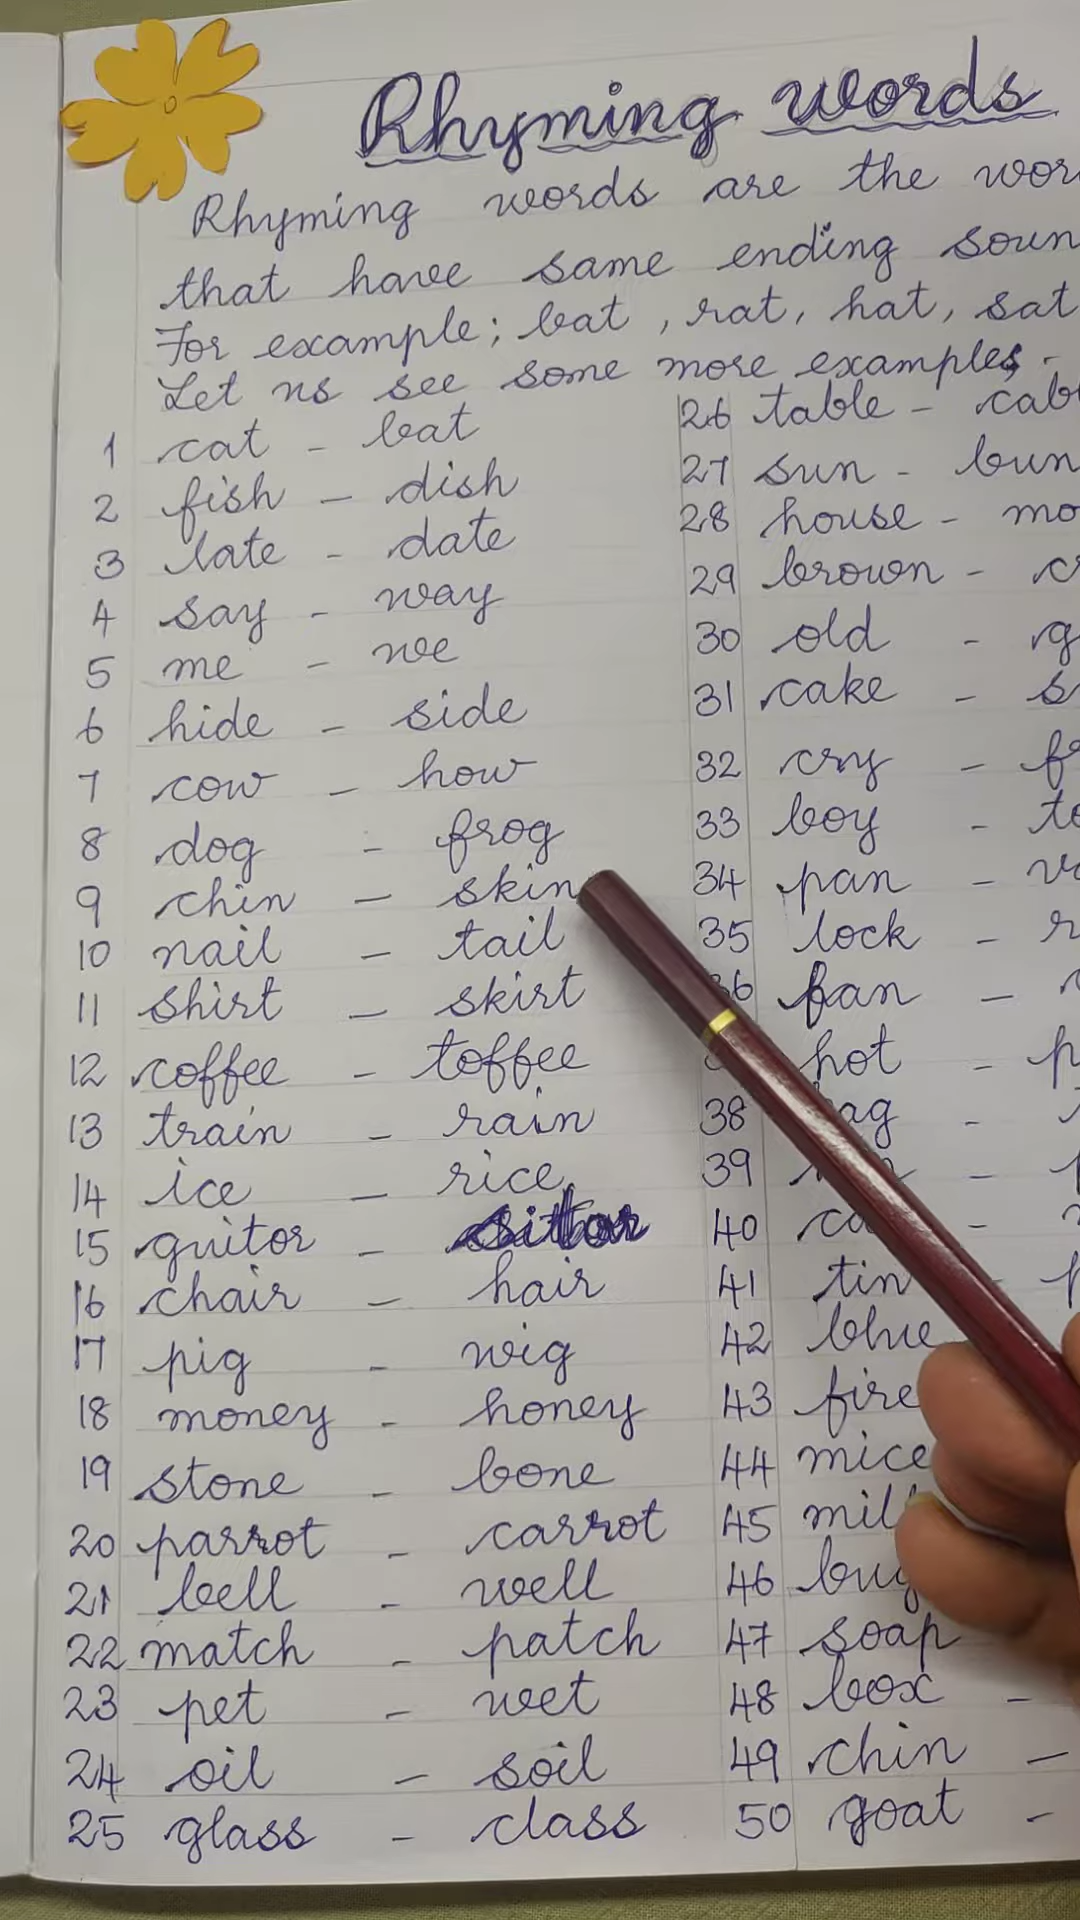 Rhyming words
Rhyming words are the wor
that have same ending soun
For example; bat, rat, hat, sat
Let us see some more examples -
1 cat - bat
2 fish - dish
3 late - date
4 say - way
5 me - we
6 hide - side
7 cow - how
8 dog - frog
9 chin - skin
10 nail - tail
11 shirt - skirt
12 coffee - toffee
13 train - rain
14 ice - rice
15 guitor - sitor
16 chair - hair
17 pig - wig
18 money - honey
19 stone - bone
20 parrot - carrot
21 bell - well
22 match - patch
23 pet - wet
24 oil - soil
25 glass - class
26 table - cab
27 sun - bun
28 house - mo
29 brown - c
30 old - g
31 cake - s
32 cry - f
33 boy - to
34 pan - v
35 lock - r
36 fan -
hot - p
38 ag -
39 -
40 ca -
41 tin -
42 blue
43 fire
44 mice
45 mil
46 bug
47 soap
48 box -
49 chin -
50 goat -